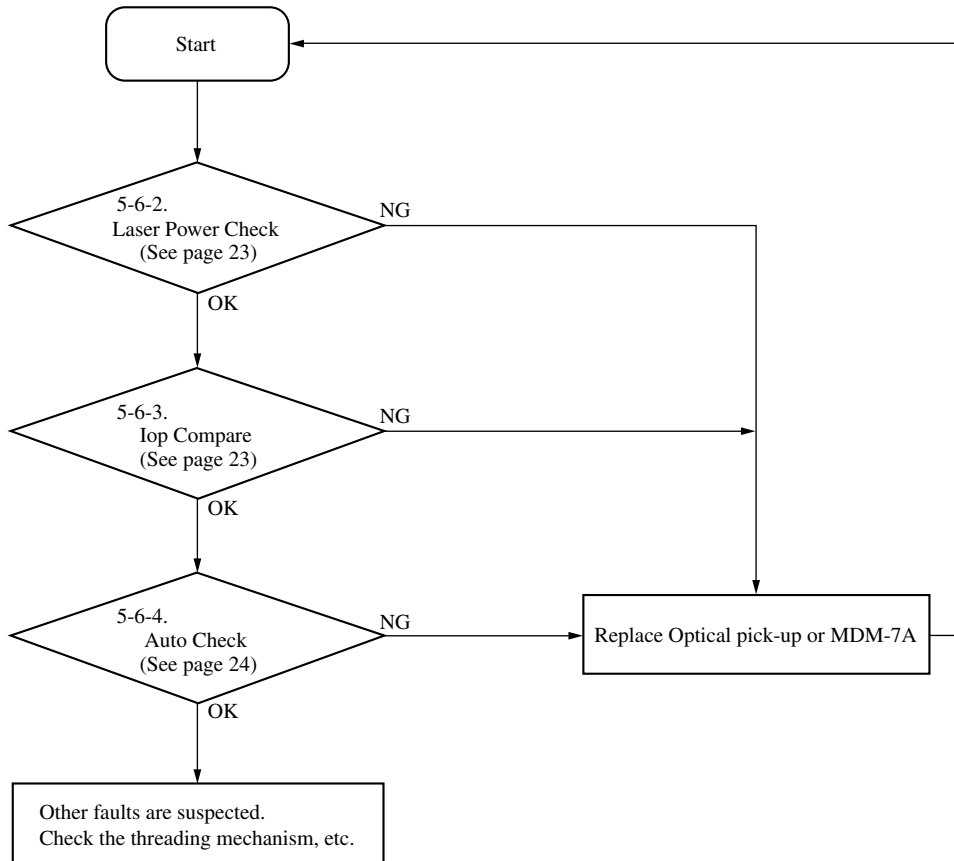 Start
5-6-2.
Laser Power Check
(See page 23)
NG
OK
5-6-3.
Iop Compare
(See page 23)
NG
OK
5-6-4.
Auto Check
(See page 24)
NG
OK
Replace Optical pick-up or MDM-7A
Other faults are suspected.
Check the threading mechanism, etc.